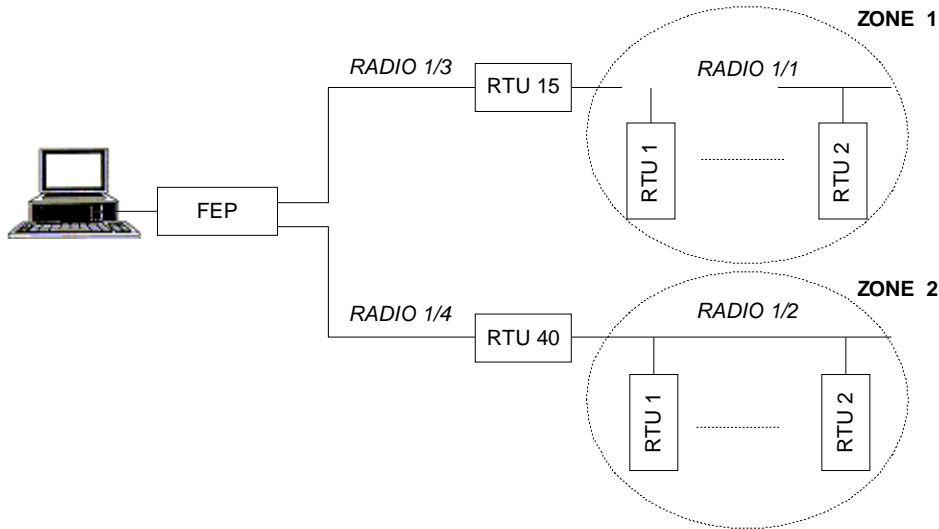 ZONE 1
RADIO 1/3
RTU 15
RADIO 1/1
RTU 1
RTU 2
FEP
ZONE 2
RADIO 1/4
RTU 40
RADIO 1/2
RTU 1
RTU 2